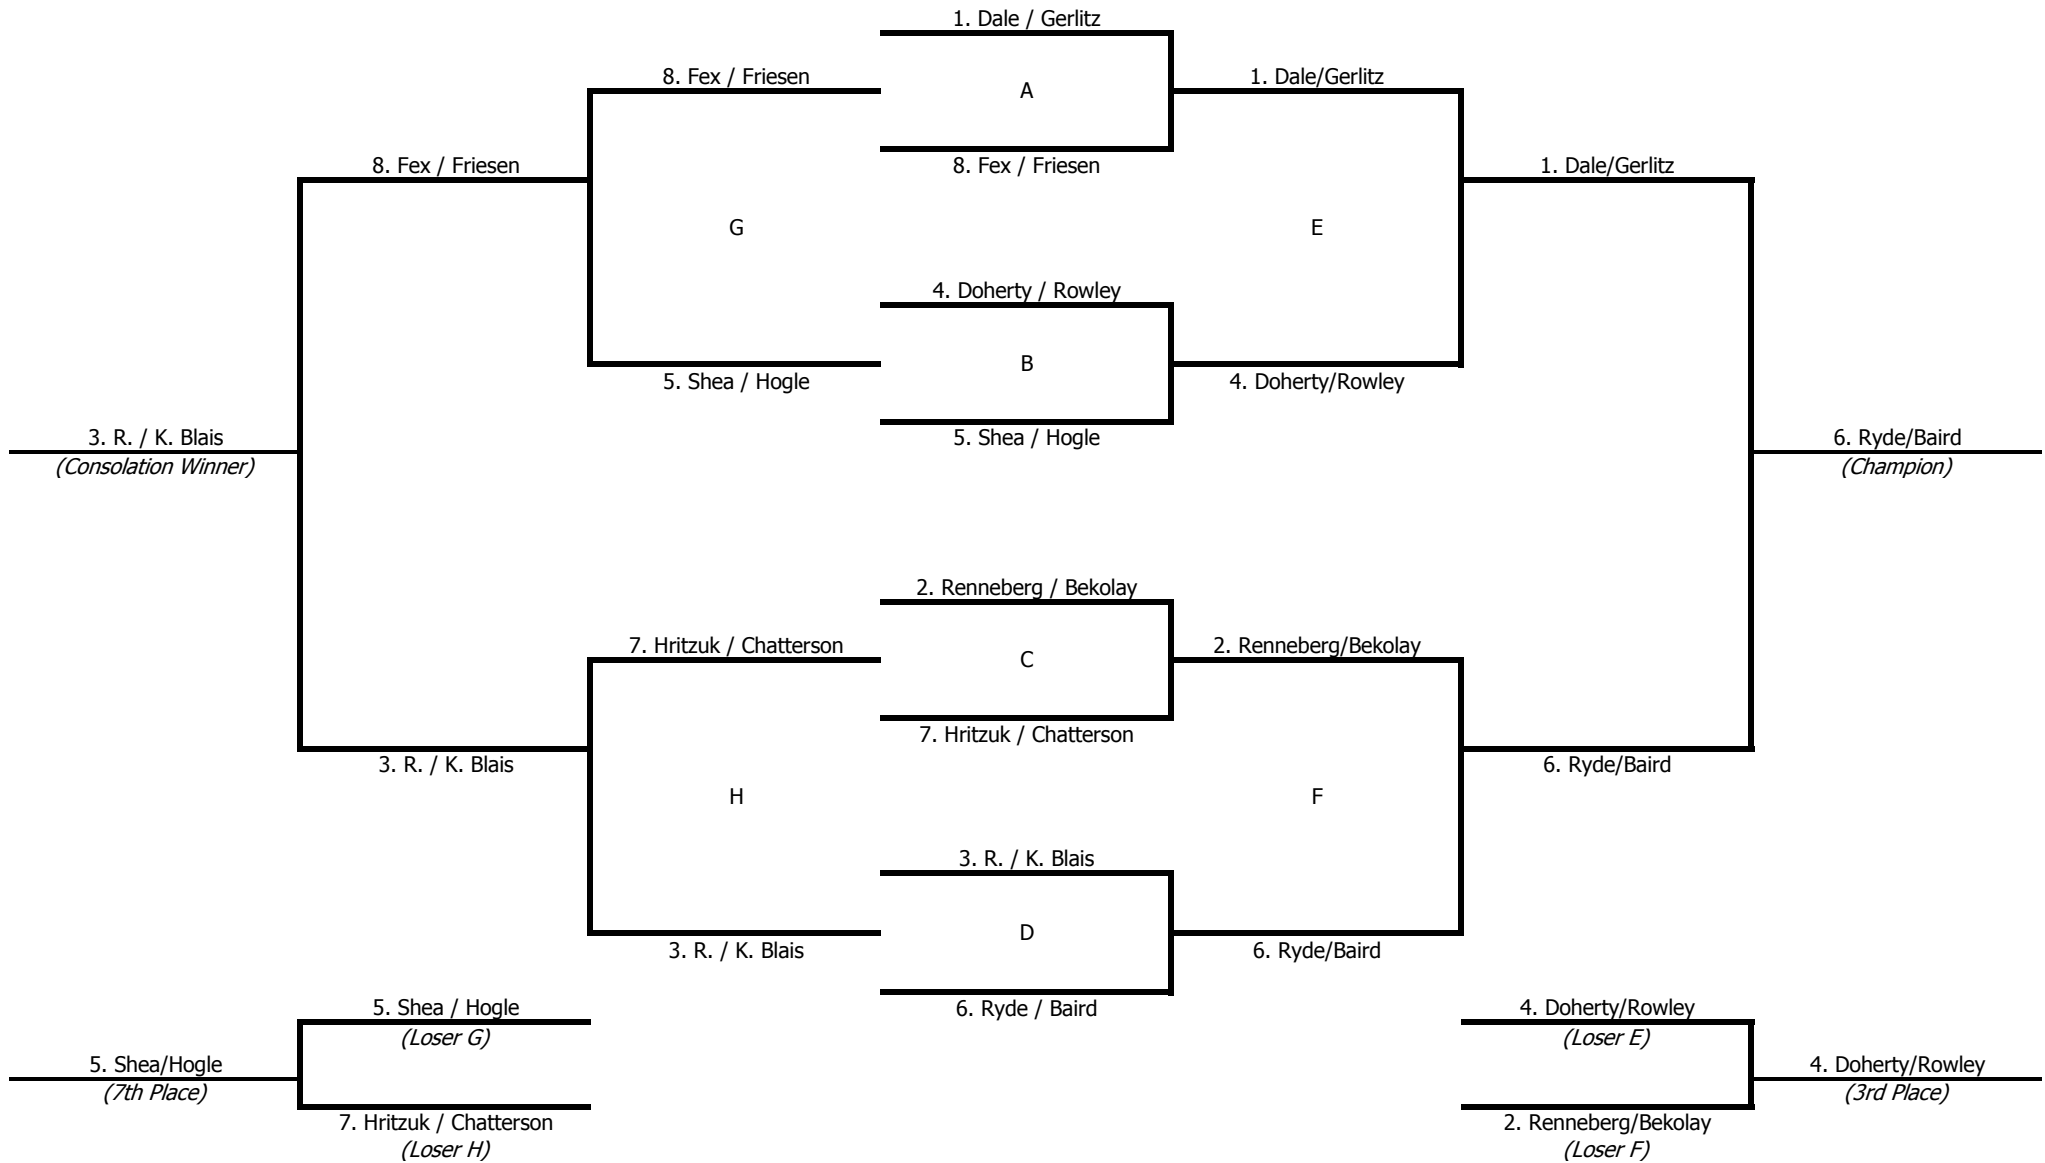 1. Dale / Gerlitz
8. Fex / Friesen
1. Dale/Gerlitz
A
8. Fex / Friesen
8. Fex / Friesen
1. Dale/Gerlitz
G
E
4. Doherty / Rowley
B
5. Shea / Hogle
4. Doherty/Rowley
5. Shea / Hogle
3. R. / K. Blais
(Consolation Winner)
6. Ryde/Baird
(Champion)
2. Renneberg / Bekolay
7. Hritzuk / Chatterson
2. Renneberg/Bekolay
C
7. Hritzuk / Chatterson
3. R. / K. Blais
6. Ryde/Baird
H
F
3. R. / K. Blais
D
3. R. / K. Blais
6. Ryde/Baird
6. Ryde / Baird
5. Shea / Hogle
(Loser G)
4. Doherty/Rowley
(Loser E)
5. Shea/Hogle
(7th Place)
4. Doherty/Rowley
(3rd Place)
7. Hritzuk / Chatterson
(Loser H)
2. Renneberg/Bekolay
(Loser F)